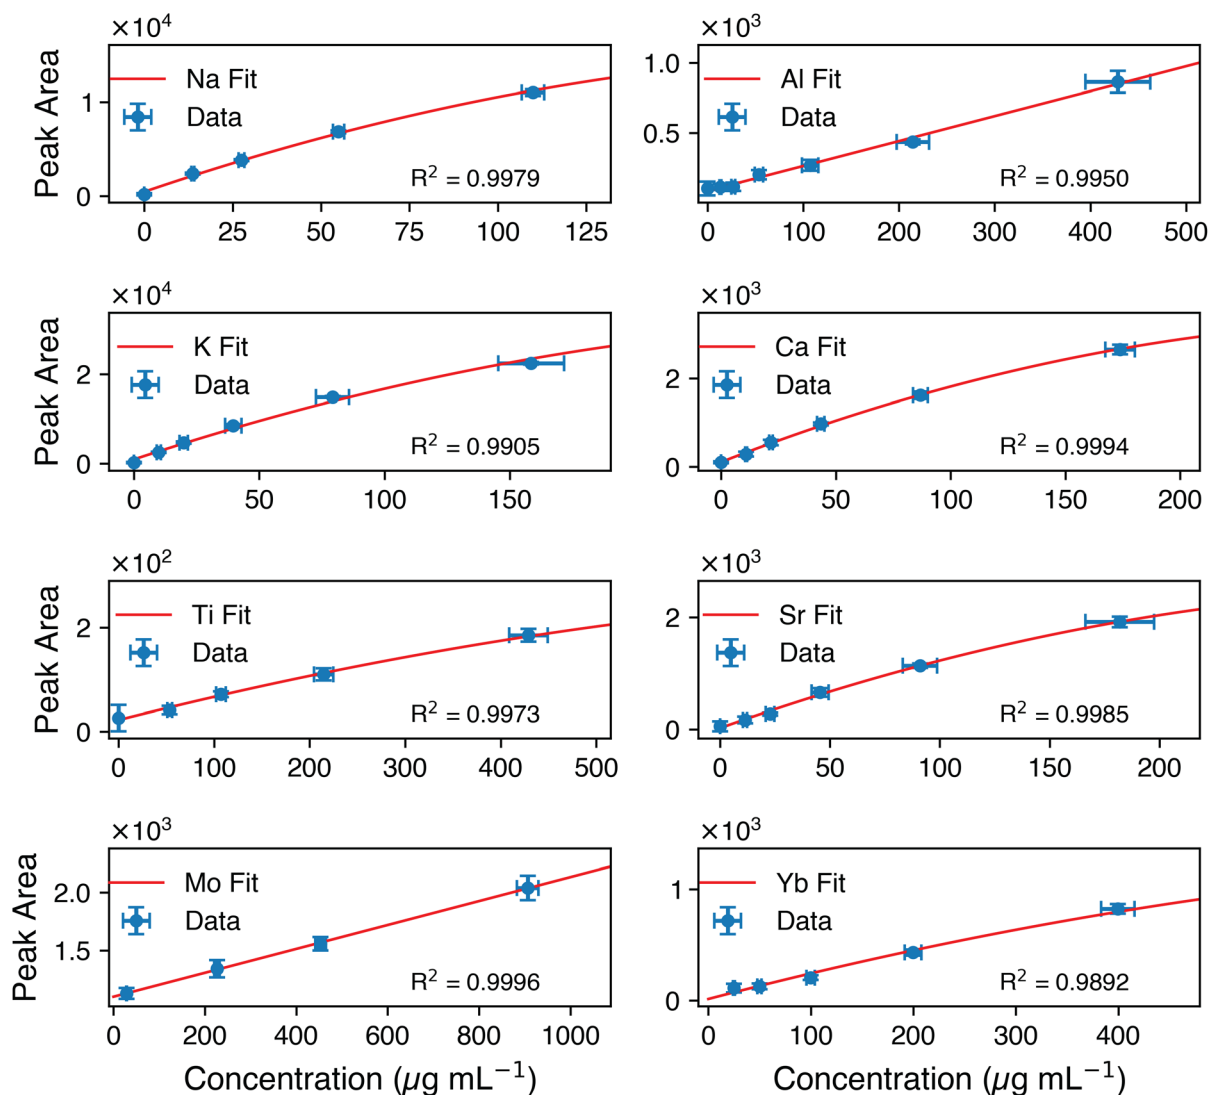 ×10⁴
Peak Area
1
0
Na Fit
Data
R² = 0.9979
0 25 50 75 100 125
×10³
1.0
0.5
Al Fit
Data
R² = 0.9950
0 100 200 300 400 500
×10⁴
Peak Area
2
0
K Fit
Data
R² = 0.9905
0 50 100 150
×10³
2
0
Ca Fit
Data
R² = 0.9994
0 50 100 150 200
×10²
Peak Area
2
0
Ti Fit
Data
R² = 0.9973
0 100 200 300 400 500
×10³
2
0
Sr Fit
Data
R² = 0.9985
0 50 100 150 200
×10³
Peak Area
2.0
1.5
Mo Fit
Data
R² = 0.9996
0 200 400 600 800 1000
Concentration (μg mL⁻¹)
×10³
1
0
Yb Fit
Data
R² = 0.9892
0 200 400
Concentration (μg mL⁻¹)